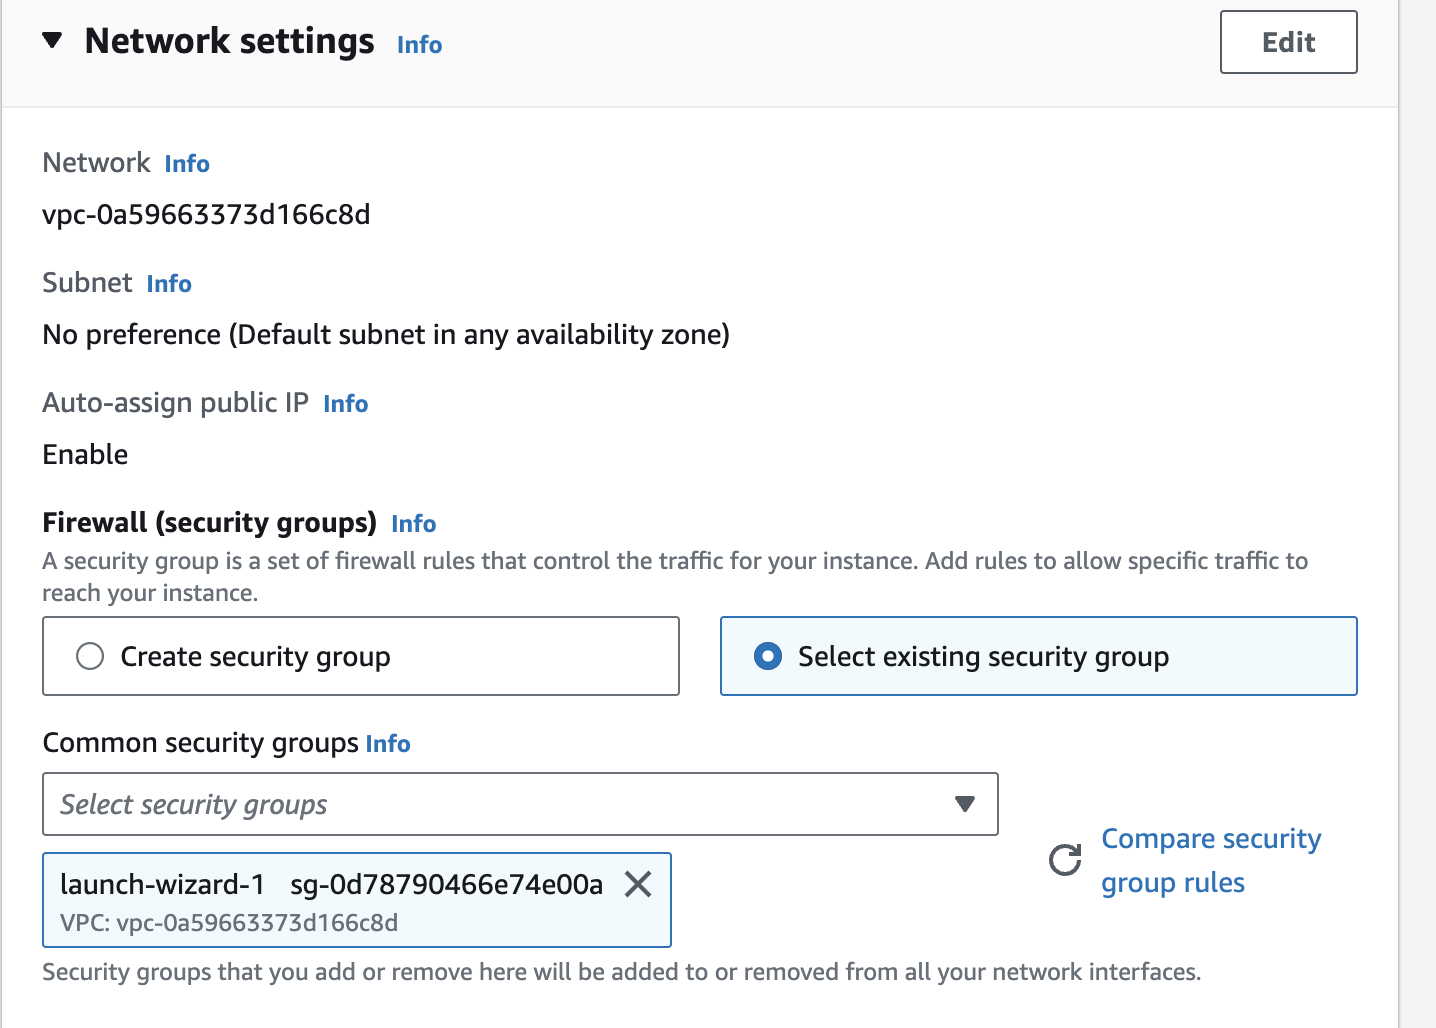 Network settings Info
Edit
Network Info
vpc-0a59663373d166c8d
Subnet Info
No preference (Default subnet in any availability zone)
Auto-assign public IP Info
Enable
Firewall (security groups) Info
A security group is a set of firewall rules that control the traffic for your instance. Add rules to allow specific traffic to
reach your instance.
Create security group
Select existing security group
Common security groups Info
Select security groups
launch-wizard-1 sg-0d78790466e74e00a
VPC: vpc-0a59663373d166c8d
Compare security
group rules
Security groups that you add or remove here will be added to or removed from all your network interfaces.